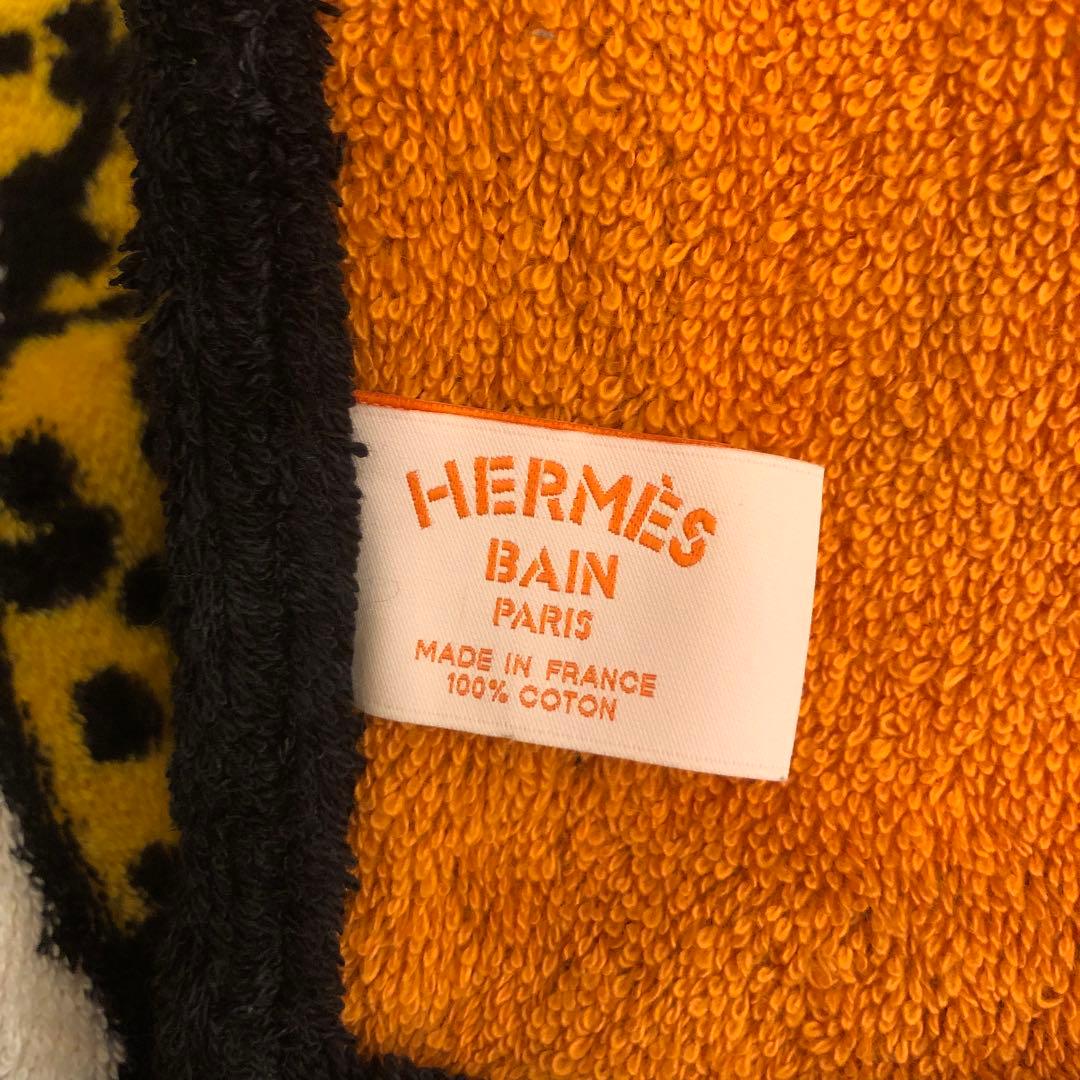 HERMÈS
BAIN
PARIS
MADE IN FRANCE
100% COTON